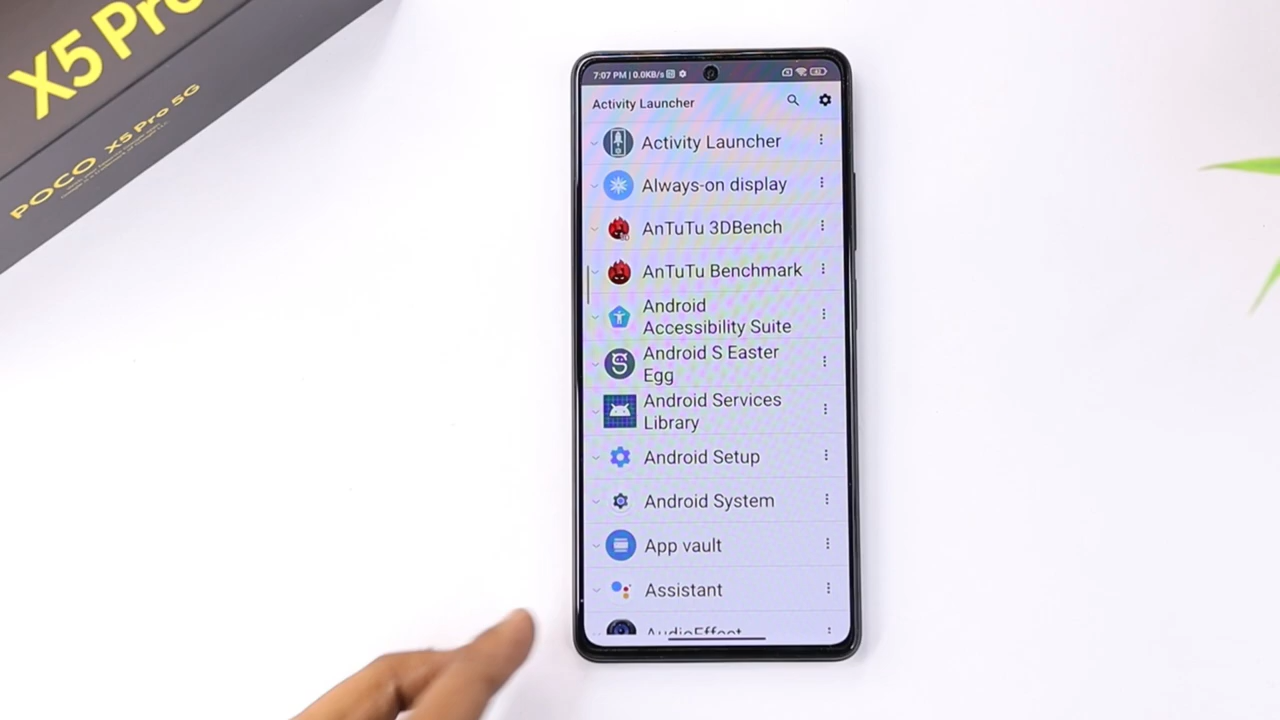 X5 Pro
POCO X5 Pro 5G
7:07 PM | 0.0KB/s
Activity Launcher
Activity Launcher
Always-on display
AnTuTu 3DBench
AnTuTu Benchmark
Android
Accessibility Suite
Android S Easter
Egg
Android Services
Library
Android Setup
Android System
App vault
Assistant
AudioEffect